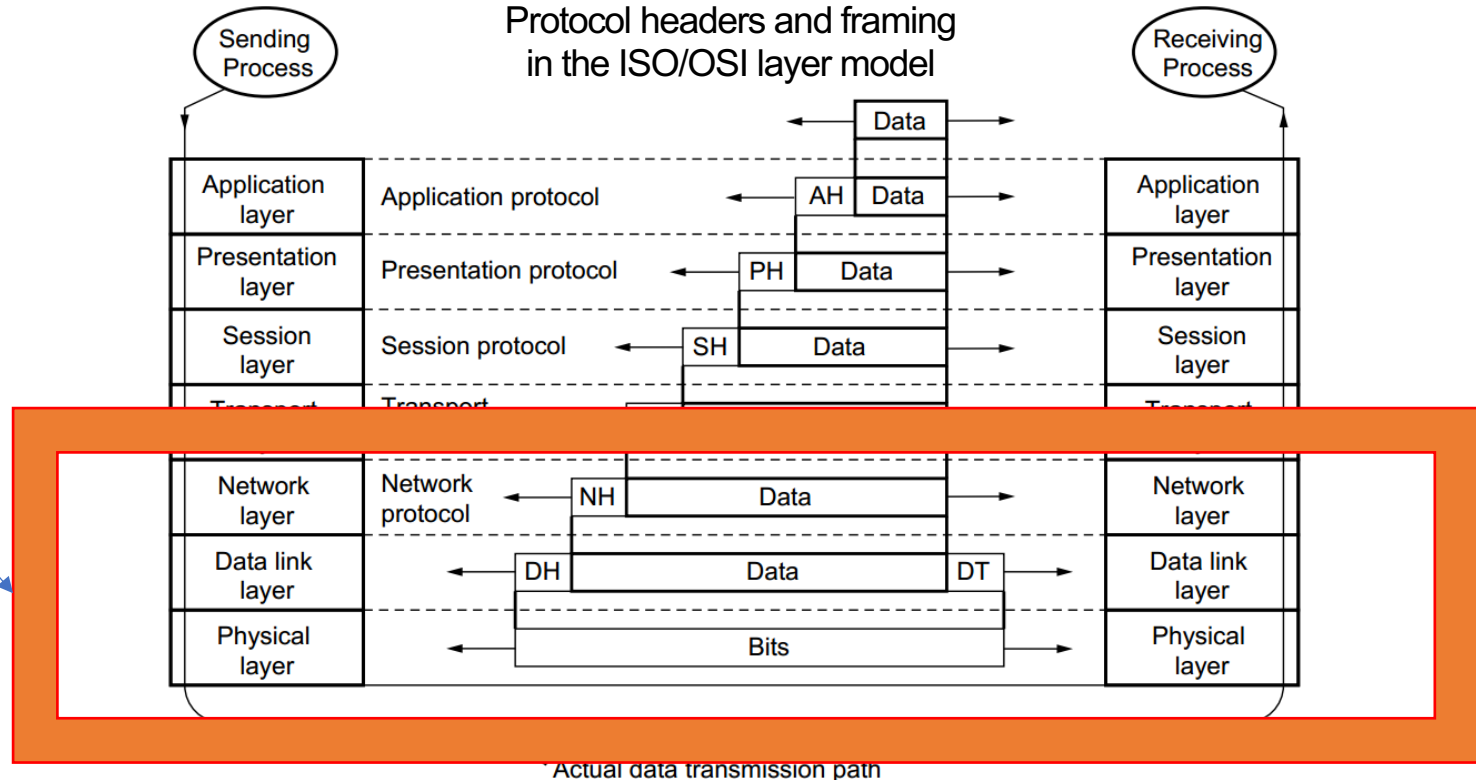 Protocol headers and framing
in the ISO/OSI layer model
Sending
Process
Receiving
Process
Data
Application
layer
Application protocol
AH
Data
Application
layer
Presentation
layer
Presentation protocol
PH
Data
Presentation
layer
Session
layer
Session protocol
SH
Data
Session
layer
Transport
Transport
Transport
Network
layer
Network
protocol
NH
Data
Network
layer
Data link
layer
DH
Data
DT
Data link
layer
Physical
layer
Bits
Physical
layer
Actual data transmission path